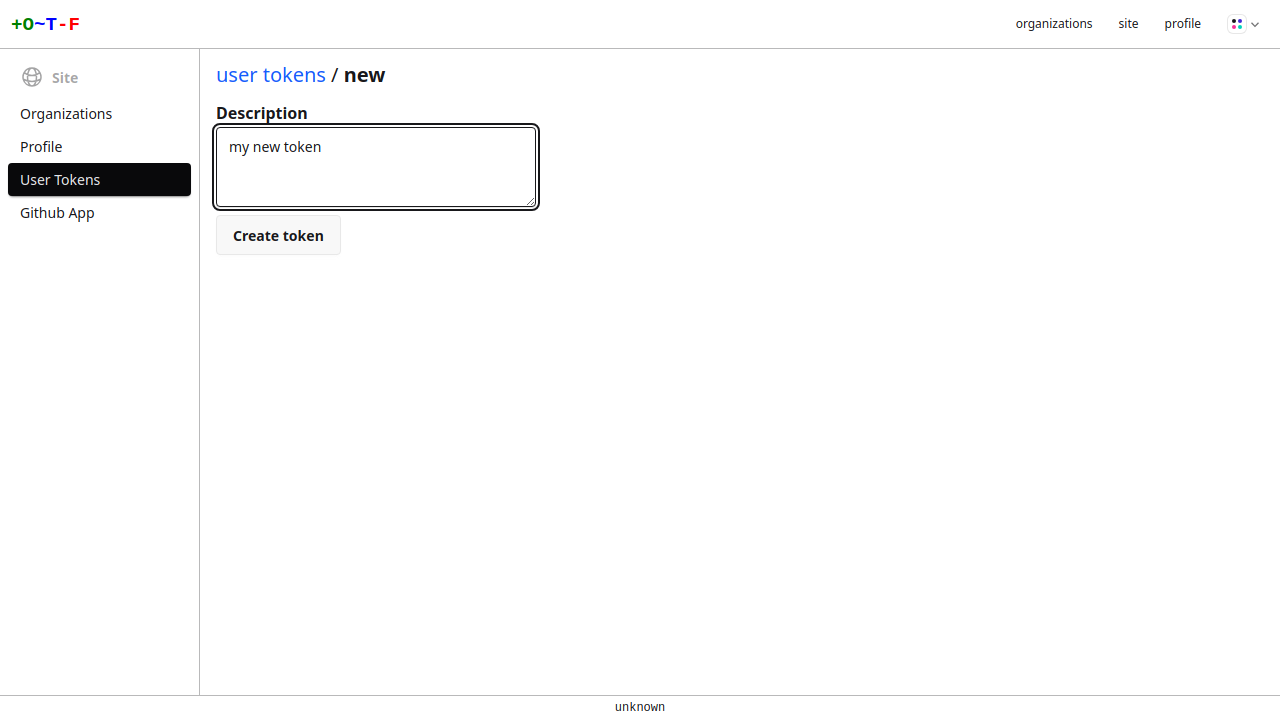 +O~T-F
organizations
site
profile
Site
Organizations
Profile
User Tokens
Github App
user tokens / new
Description
my new token
Create token
unknown